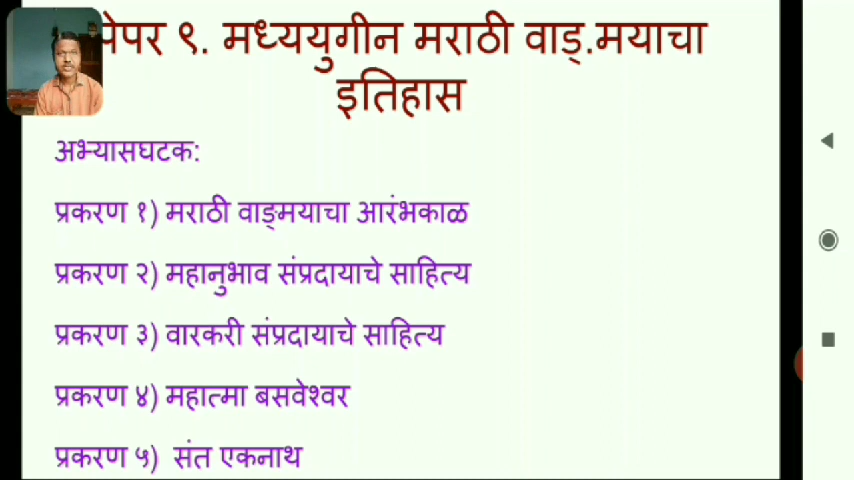 पेपर ९. मध्ययुगीन मराठी वाड्.मयाचा
इतिहास
अभ्यासघटक:
प्रकरण १) मराठी वाङ्मयाचा आरंभकाळ
प्रकरण २) महानुभाव संप्रदायाचे साहित्य
प्रकरण ३) वारकरी संप्रदायाचे साहित्य
प्रकरण ४) महात्मा बसवेश्वर
प्रकरण ५) संत एकनाथ